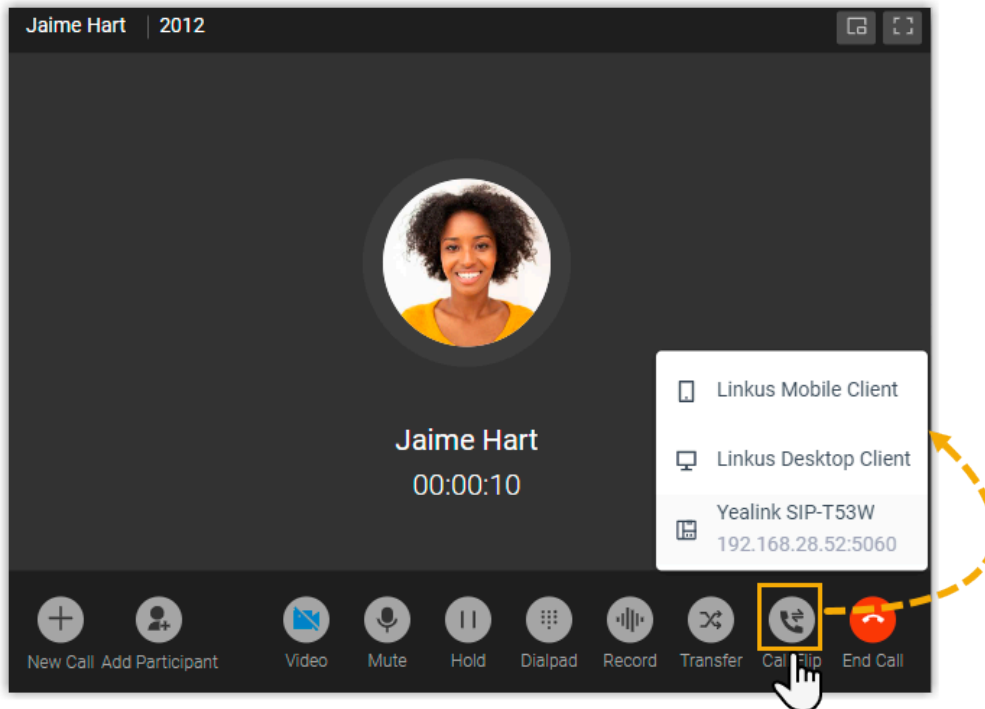 Jaime Hart | 2012
Jaime Hart
00:00:10
Linkus Mobile Client
Linkus Desktop Client
Yealink SIP-T53W
192.168.28.52:5060
New Call Add Participant Video Mute Hold Dialpad Record Transfer Call Flip End Call